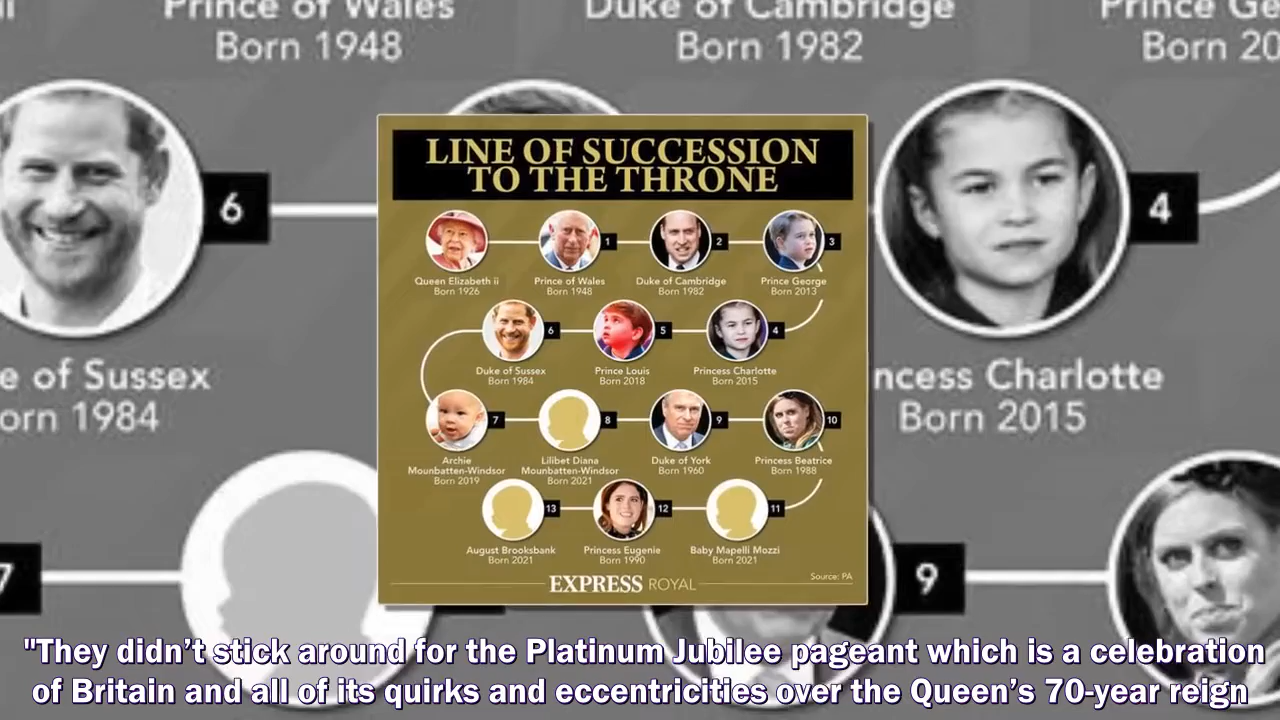 Prince of Wales
Born 1948
Duke of Cambridge
Born 1982
Prince Ge
Born 20
6
4
e of Sussex
orn 1984
ncess Charlotte
Born 2015
7
9
LINE OF SUCCESSION
TO THE THRONE
1
2
3
Queen Elizabeth ii
Born 1926
Prince of Wales
Born 1948
Duke of Cambridge
Born 1982
Prince George
Born 2013
6
5
4
Duke of Sussex
Born 1984
Prince Louis
Born 2018
Princess Charlotte
Born 2015
7
8
9
10
Archie
Mounbatten-Windsor
Born 2019
Lilibet Diana
Mounbatten-Windsor
Born 2021
Duke of York
Born 1960
Princess Beatrice
Born 1988
13
12
11
August Brooksbank
Born 2021
Princess Eugenie
Born 1990
Baby Mapelli Mozzi
Born 2021
Source: PA
EXPRESS ROYAL
"They didn’t stick around for the Platinum Jubilee pageant which is a celebration
of Britain and all of its quirks and eccentricities over the Queen’s 70-year reign